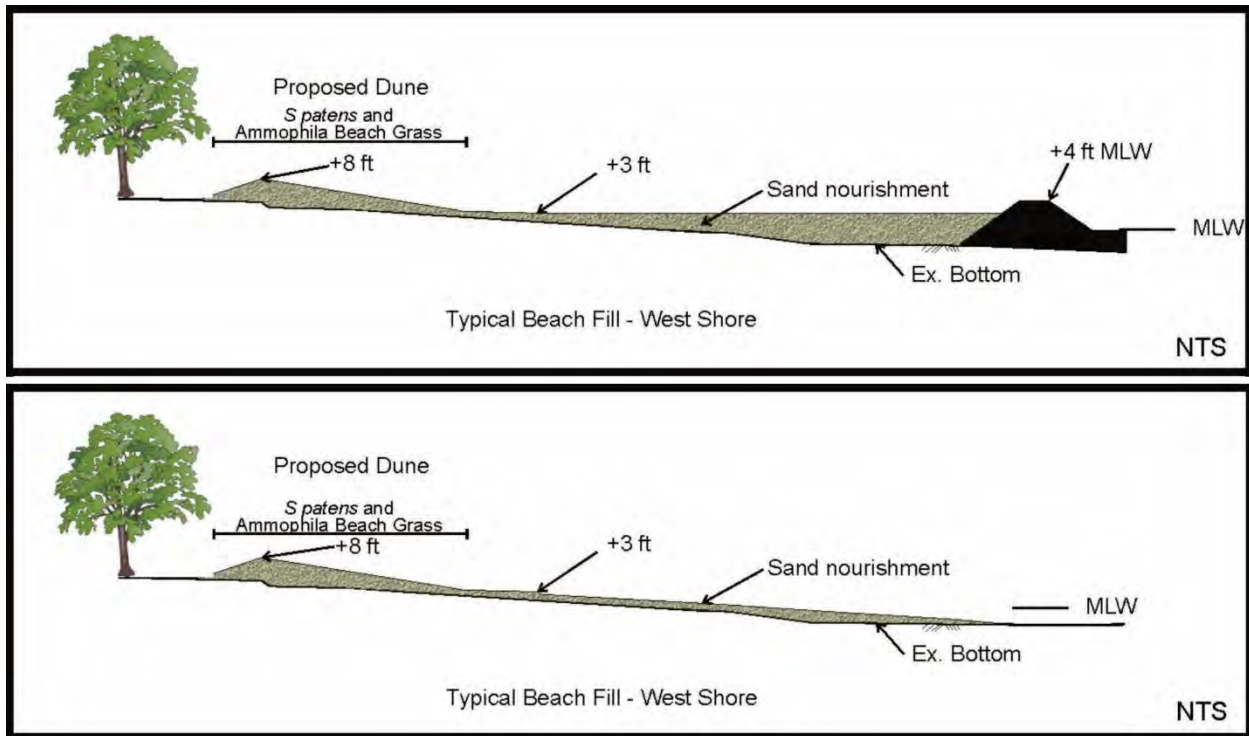 Proposed Dune
S patens and
Ammophila Beach Grass
+8 ft
+3 ft
+4 ft MLW
Sand nourishment
MLW
Ex. Bottom
Typical Beach Fill - West Shore
NTS
Proposed Dune
S patens and
Ammophila Beach Grass
+8 ft
+3 ft
Sand nourishment
MLW
Ex. Bottom
Typical Beach Fill - West Shore
NTS